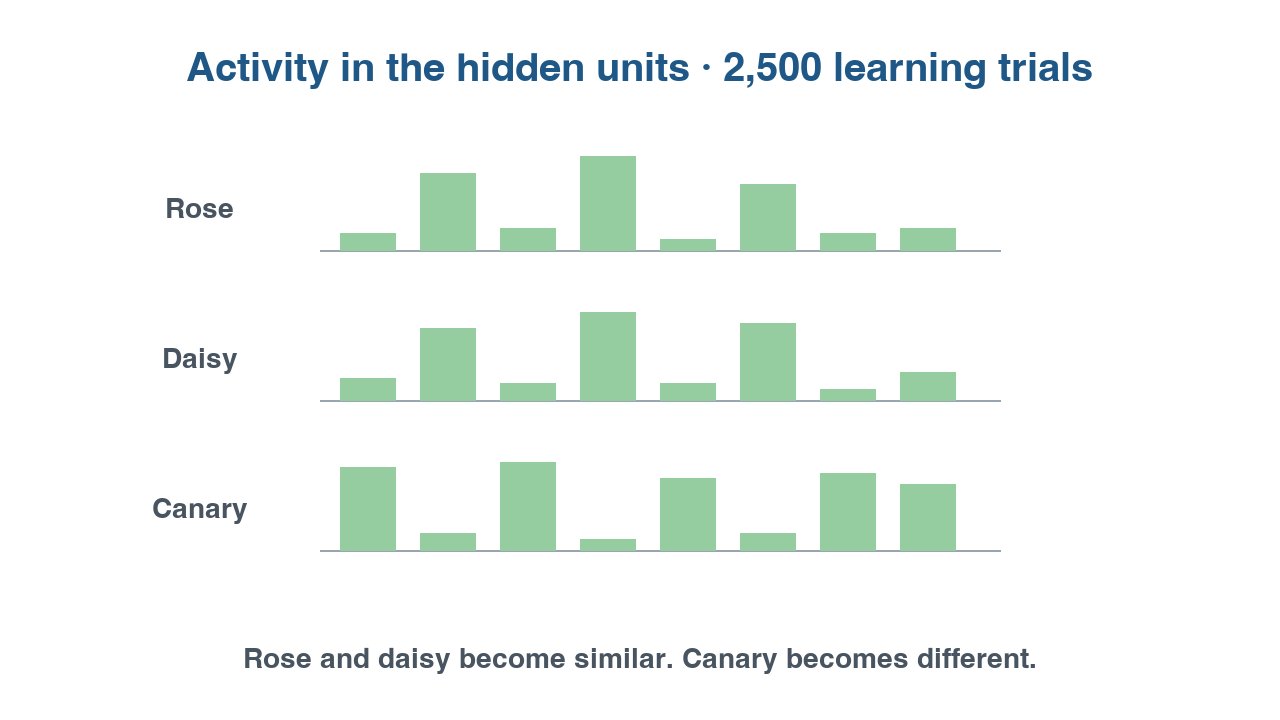 Activity in the hidden units · 2,500 learning trials
Rose
Daisy
Canary
Rose and daisy become similar. Canary becomes different.